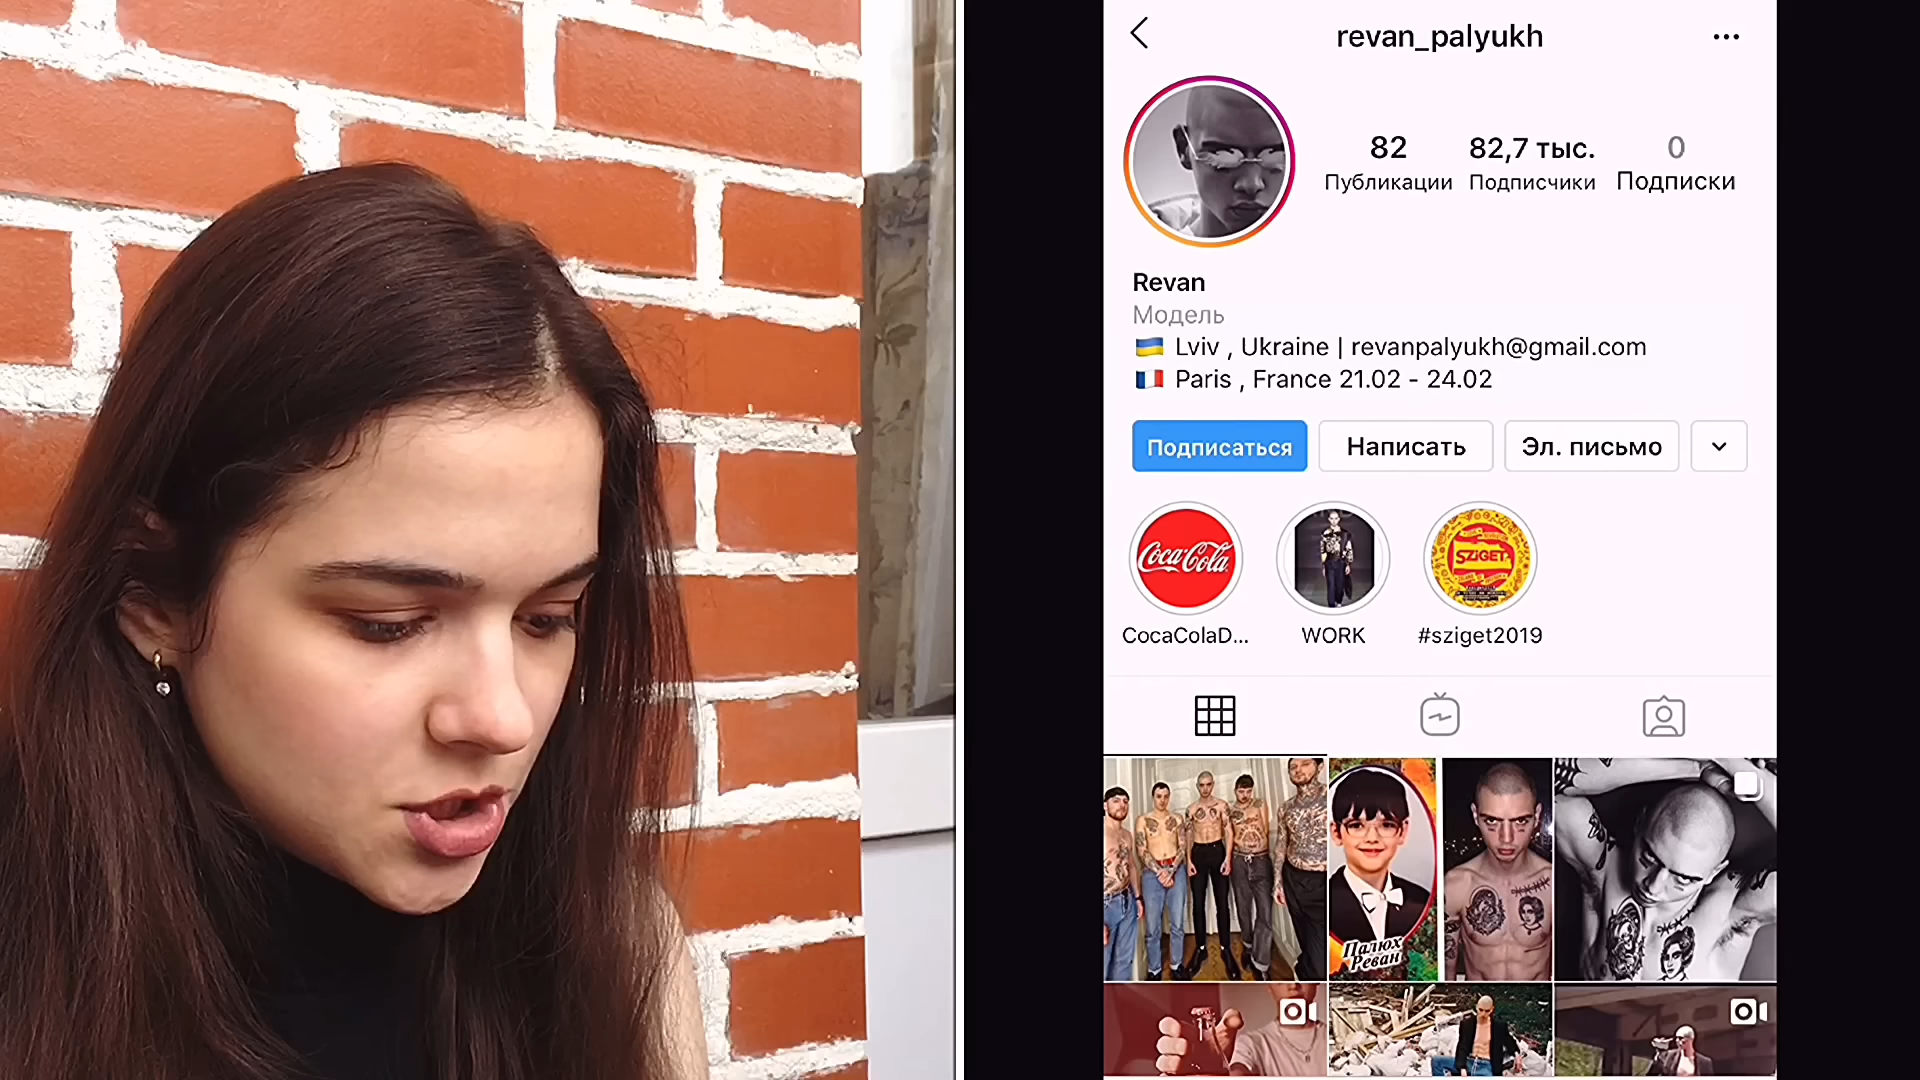 revan_palyukh
82 82,7 тыс. 0
Публикации Подписчики Подписки
Revan
Модель
Lviv , Ukraine | revanpalyukh@gmail.com
Paris , France 21.02 - 24.02
Подписаться Написать Эл. письмо
Coca-Cola
SZIGET
CocaColaD... WORK #sziget2019
Палюх
Реван